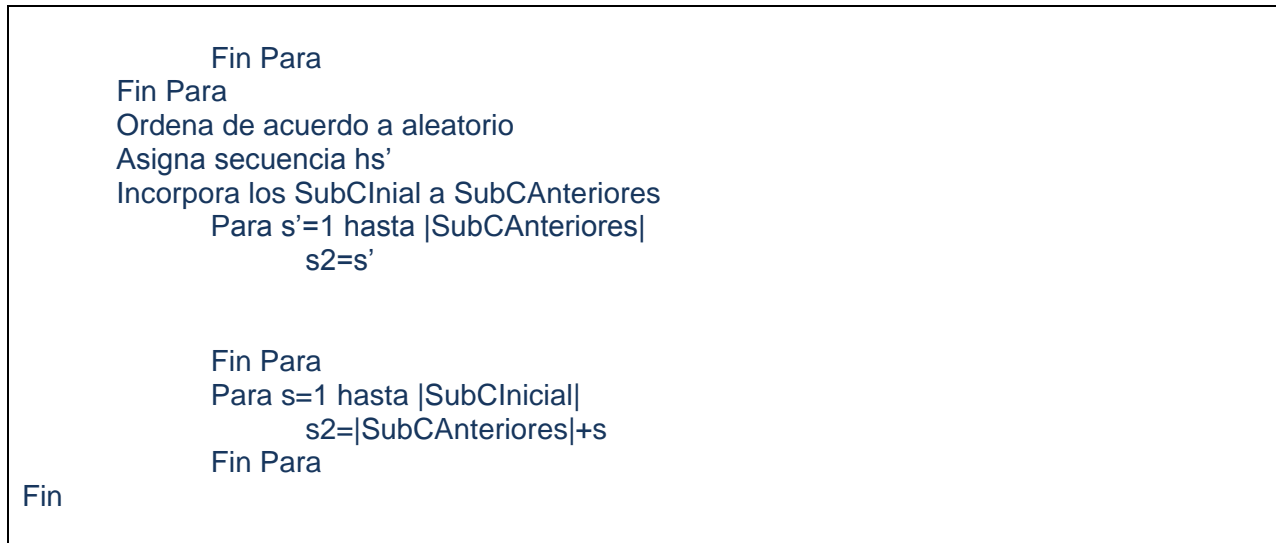 Fin Para
Fin Para
Ordena de acuerdo a aleatorio
Asigna secuencia hs’
Incorpora los SubCInial a SubCAnteriores
Para s’=1 hasta |SubCAnteriores|
s2=s’
Fin Para
Para s=1 hasta |SubCInicial|
s2=|SubCAnteriores|+s
Fin Para
Fin